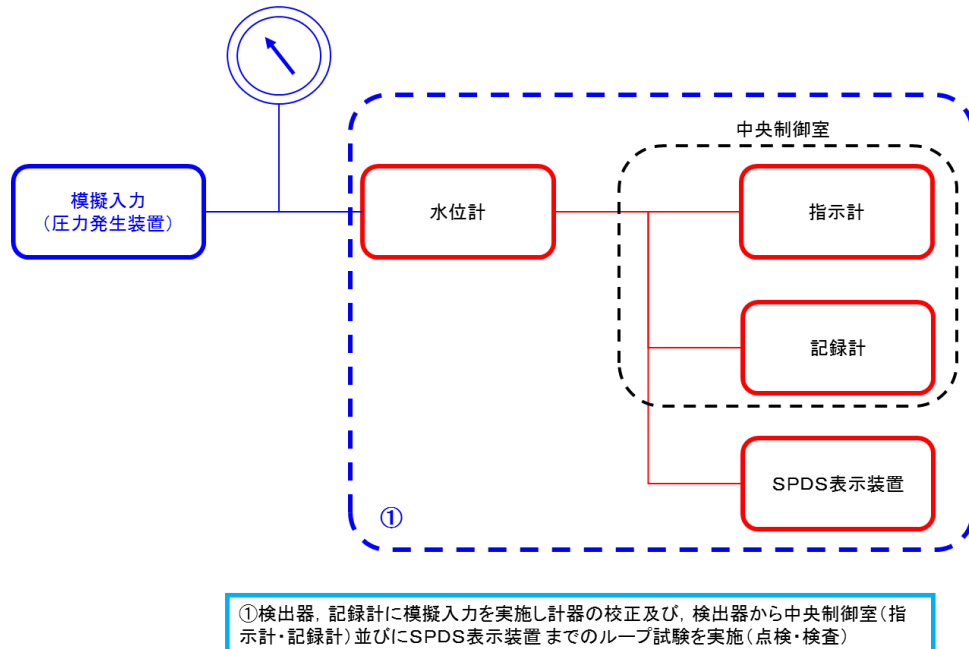 中央制御室
模擬入力
（圧力発生装置）
水位計
指示計
記録計
SPDS表示装置
①
①検出器，記録計に模擬入力を実施し計器の校正及び，検出器から中央制御室（指
示計・記録計）並びにSPDS表示装置までのループ試験を実施（点検・検査）